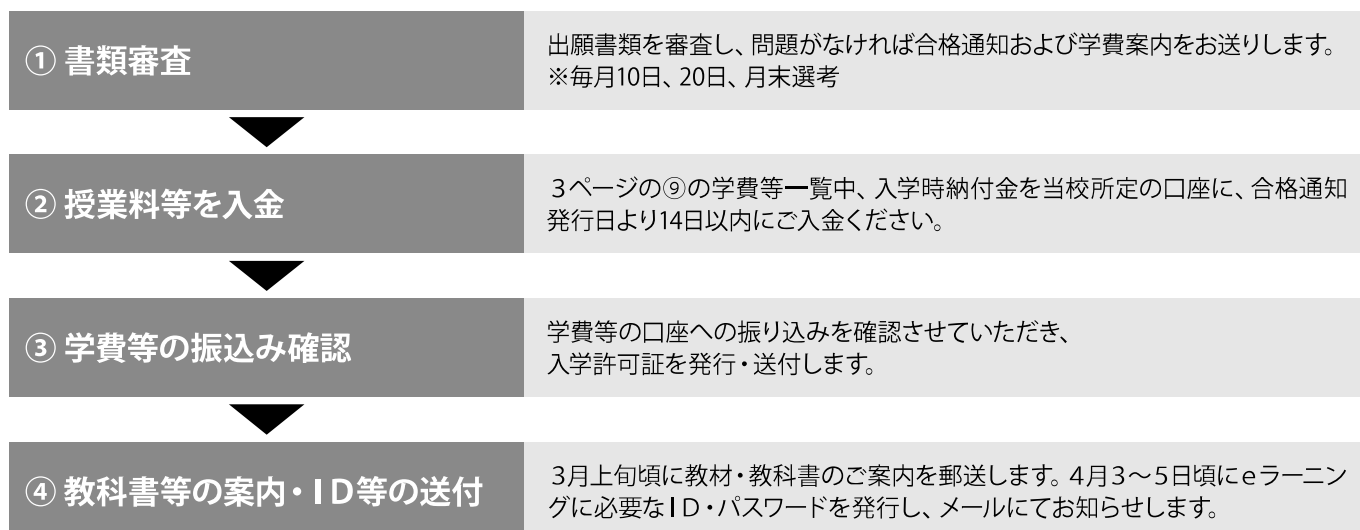 ① 書類審査
出願書類を審査し、問題がなければ合格通知および学費案内をお送りします。
※毎月10日、20日、月末選考
② 授業料等を入金
3ページの⑨の学費等一覧中、入学時納付金を当校所定の口座に、合格通知
発行日より14日以内にご入金ください。
③ 学費等の振込み確認
学費等の口座への振り込みを確認させていただき、
入学許可証を発行・送付します。
④ 教科書等の案内・ID等の送付
3月上旬頃に教材・教科書のご案内を郵送します。4月3〜5日頃にeラーニン
グに必要なID・パスワードを発行し、メールにてお知らせします。